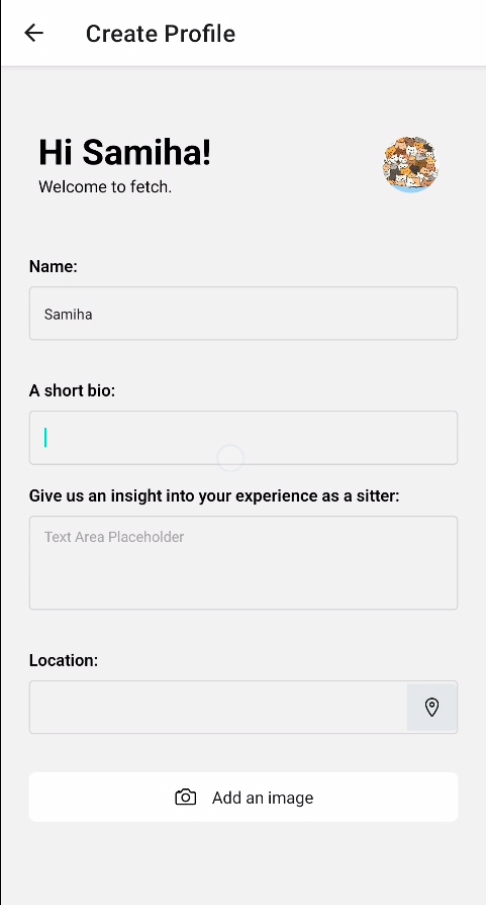 Create Profile
Hi Samiha!
Welcome to fetch.
Name:
Samiha
A short bio:
Give us an insight into your experience as a sitter:
Text Area Placeholder
Location:
Add an image